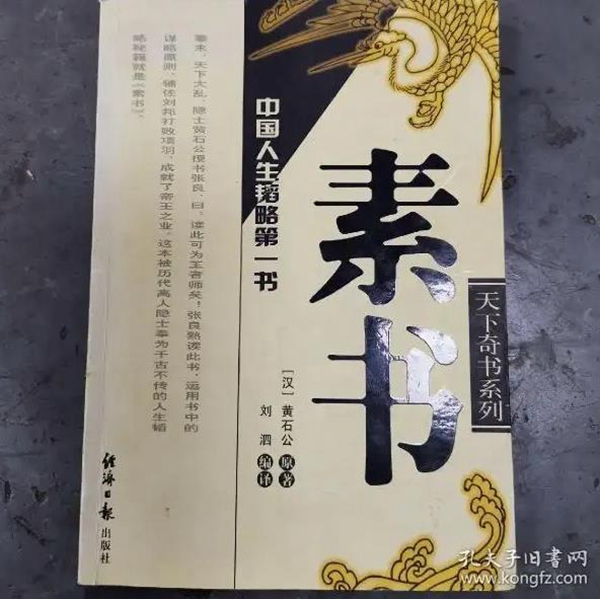 素书
天下奇书系列
[汉] 黄石公 原著
刘泗 编译
中国人生韬略第一书
秦末，天下大乱，隐士黄石公授书张良，曰，读此可为王者师矣！张良熟读此书，运用书中的
谋略原则，辅佐刘邦打败项羽，成就了帝王之业，这本被历代高人隐士奉为千古不传的人生韬
略秘籍就是《素书》。
经济日报出版社
孔夫子旧书网
www.kongfz.com